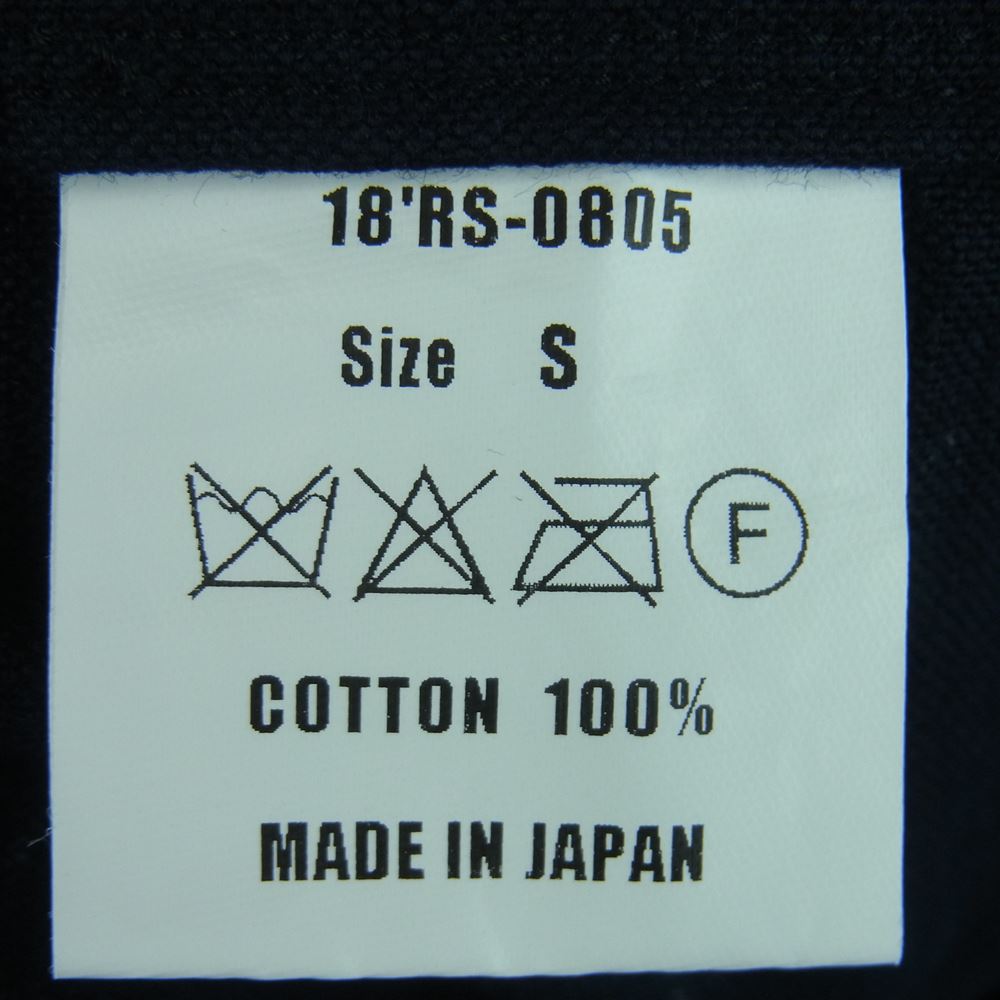 18'RS-0805
Size S
F
COTTON 100%
MADE IN JAPAN